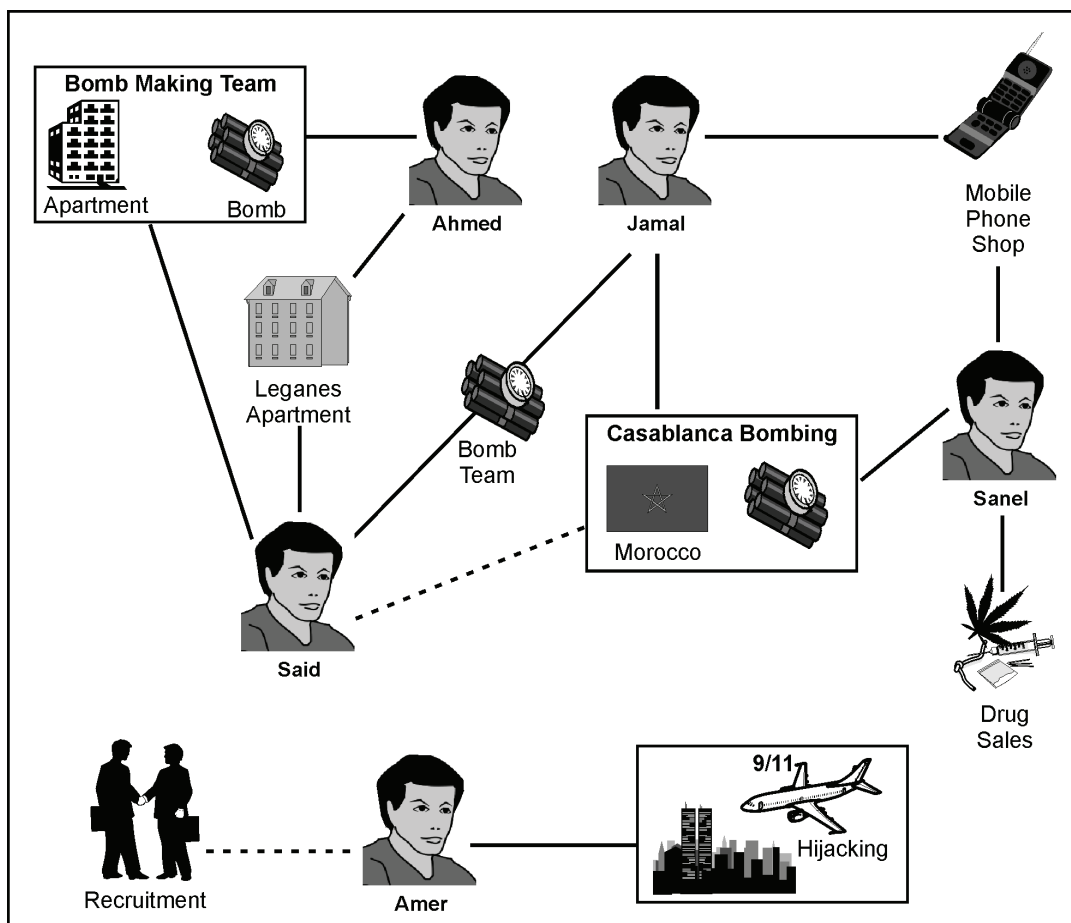 Bomb Making Team
Apartment
Bomb
Ahmed
Jamal
Mobile
Phone
Shop
Leganes
Apartment
Bomb
Team
Casablanca Bombing
Morocco
Sanel
Said
Drug
Sales
Recruitment
Amer
9/11
Hijacking